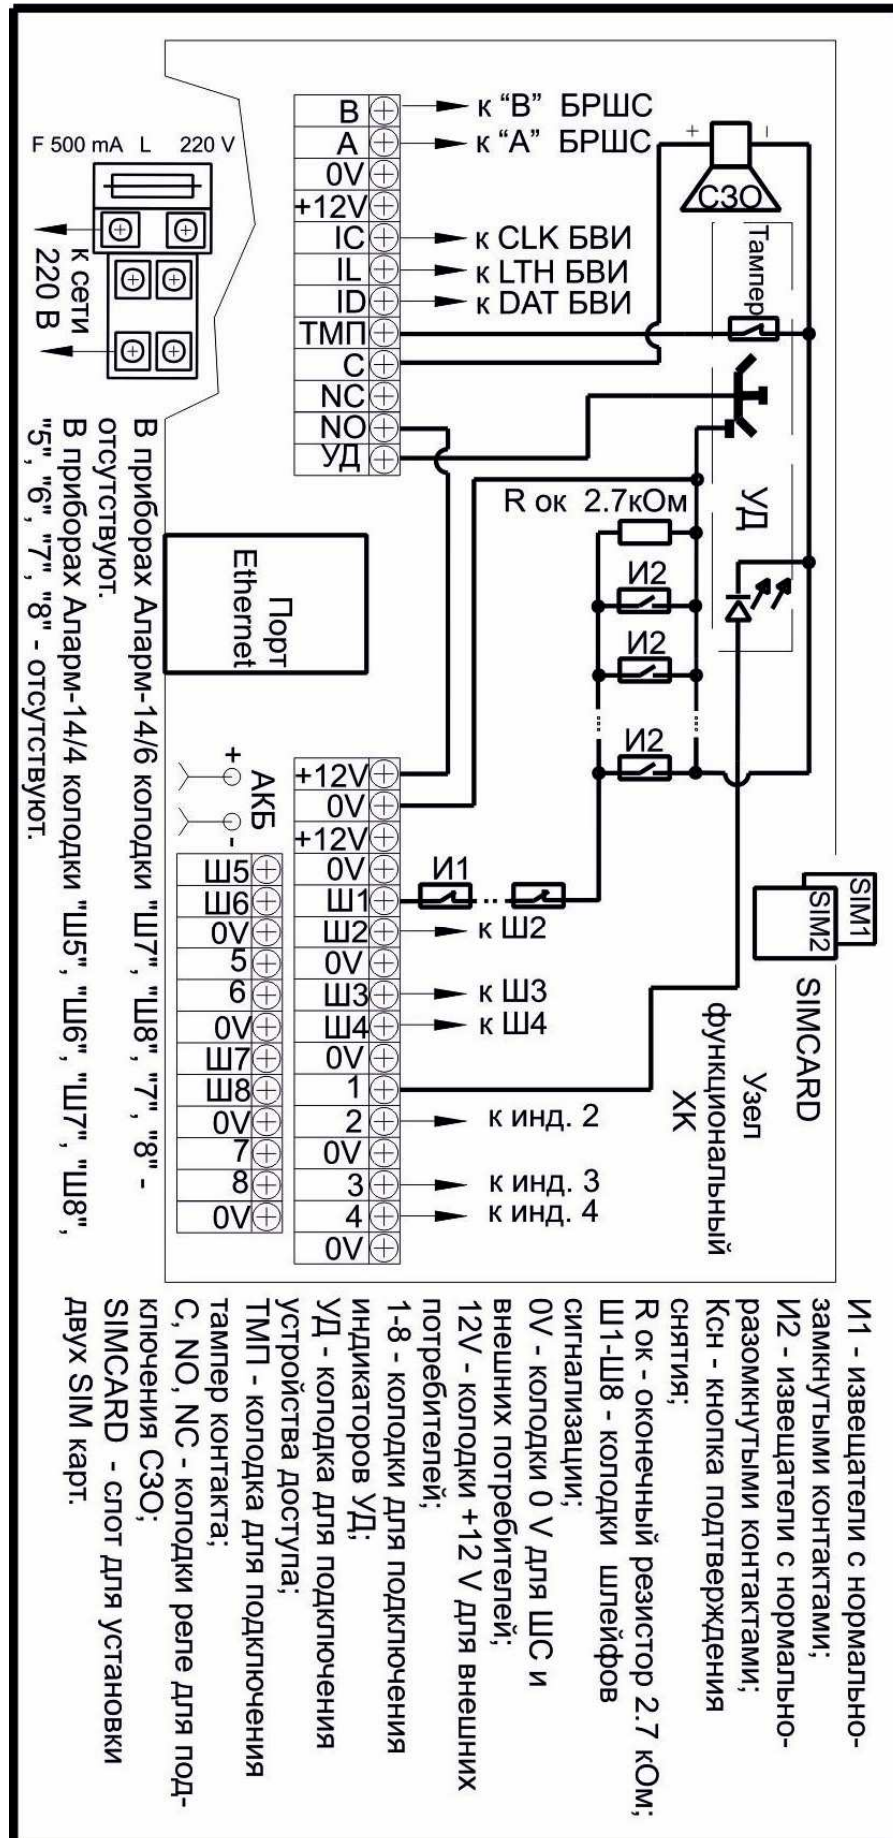 F 500 mA L 220 V
к сети
220 В
B
A
0V
+12V
IC
IL
ID
ТМП
C
NC
NO
УД
к "B" БРШС
к "A" БРШС
к CLK БВИ
к LTH БВИ
к DAT БВИ
+
–
СЗО
Тампер
УД
R ок 2.7кОм
И2
И2
И2
Порт
Ethernet
+
АКБ
-
+12V
0V
+12V
0V
Ш1
Ш2
0V
Ш3
Ш4
0V
1
2
0V
3
4
0V
Ш5
Ш6
0V
5
6
0V
Ш7
Ш8
0V
7
8
0V
И1
к Ш2
к Ш3
к Ш4
к инд. 2
к инд. 3
к инд. 4
SIM1
SIM2
SIMCARD
Узел
функциональный
ХК
В приборах Аларм-14/6 колодки "Ш7", "Ш8", "7", "8" -
отсутствуют.
В приборах Аларм-14/4 колодки "Ш5", "Ш6", "Ш7", "Ш8",
"5", "6", "7", "8" - отсутствуют.
И1 - извещатели с нормально-
замкнутыми контактами;
И2 - извещатели с нормально-
разомкнутыми контактами;
Ксн - кнопка подтверждения
снятия;
R ок - оконечный резистор 2.7 кОм;
Ш1-Ш8 - колодки шлейфов
сигнализации;
0V - колодки 0 V для ШС и
внешних потребителей;
12V - колодки +12 V для внешних
потребителей;
1-8 - колодки для подключения
индикаторов УД;
УД - колодка для подключения
устройства доступа;
ТМП - колодка для подключения
тампер контакта;
C, NO, NC - колодки реле для под-
ключения СЗО;
SIMCARD - слот для установки
двух SIM карт.